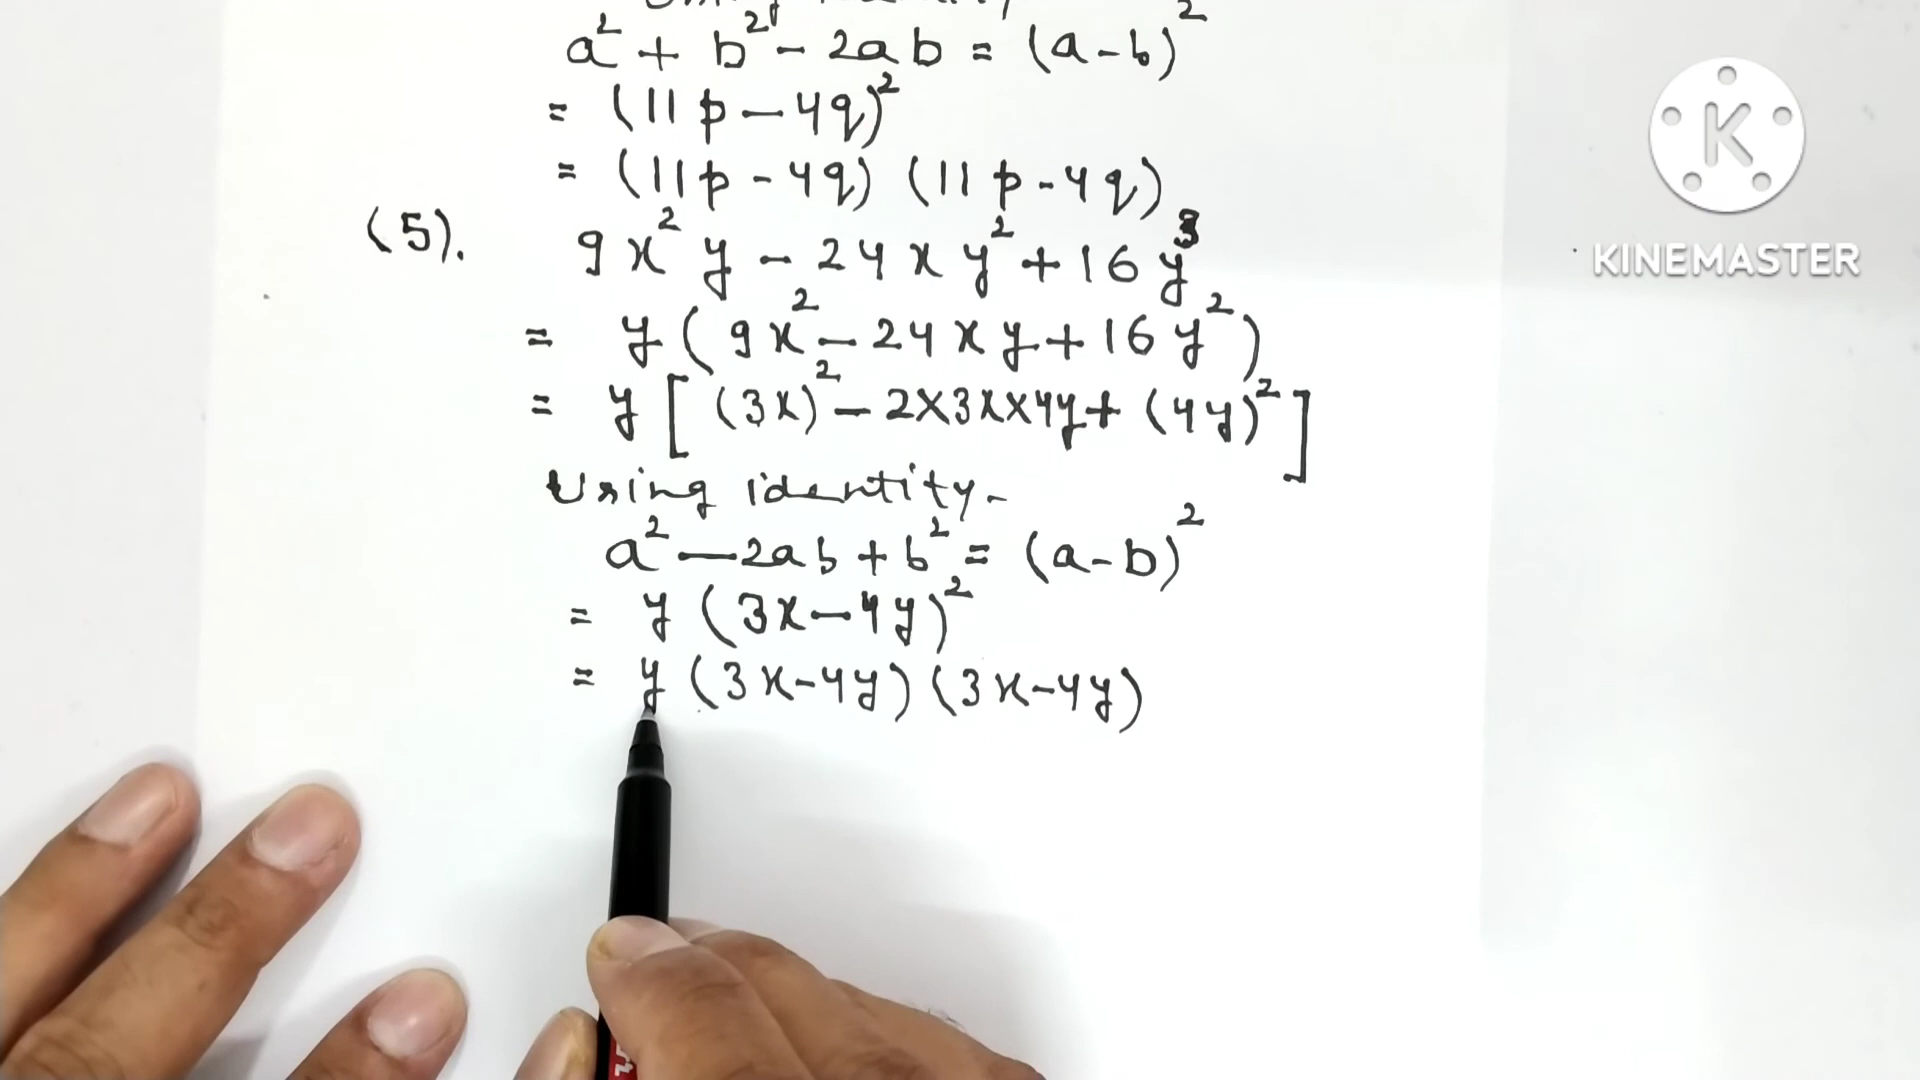 a² + b² - 2ab = (a-b)²
= (11p - 4q)²
= (11p - 4q) (11p - 4q)
(5). 9x²y - 24xy² + 16y³
= y(9x² - 24xy + 16y²)
= y[(3x)² - 2×3x×4y + (4y)²]
Using identity-
a² - 2ab + b² = (a-b)²
= y(3x-4y)²
= y(3x-4y)(3x-4y)
K
KINEMASTER